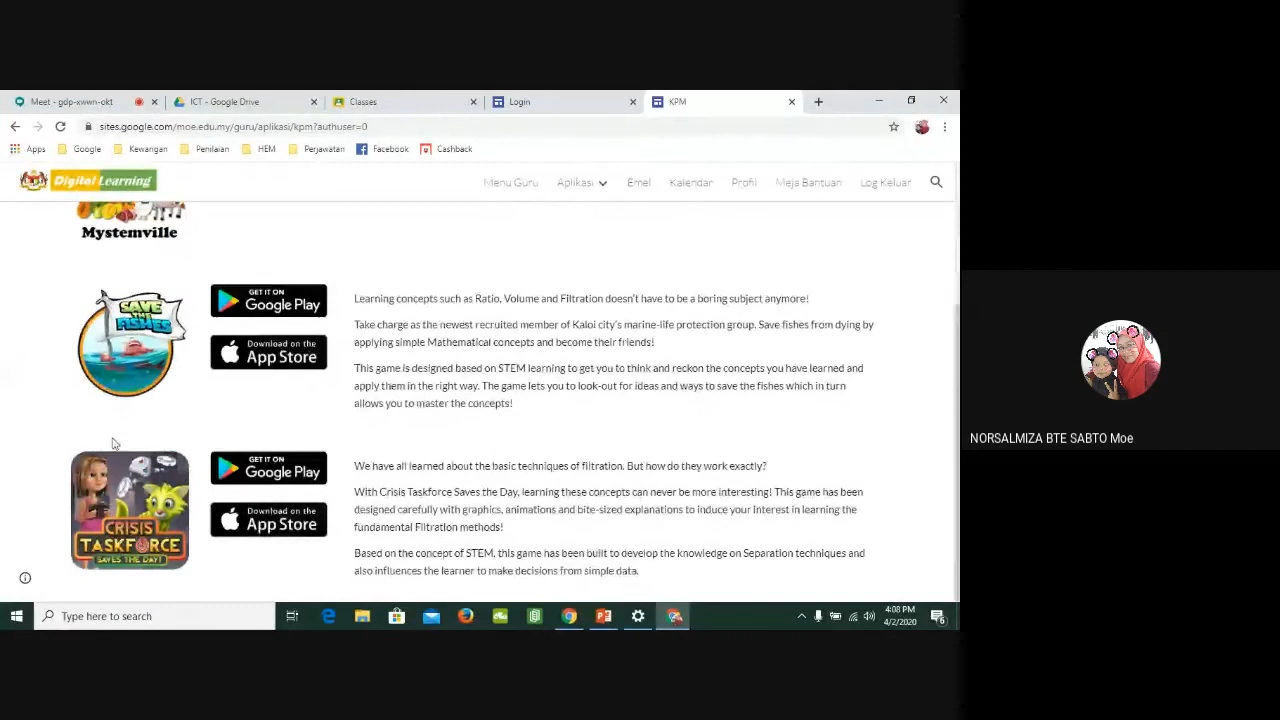 Meet - gdp-xwwn-okt
ICT - Google Drive
Classes
Login
KPM
sites.google.com/moe.edu.my/guru/aplikasi/kpm?authuser=0
Apps
Google
Kewangan
Penilaian
HEM
Perjawatan
Facebook
Cashback
Digital Learning
Menu Guru
Aplikasi
Emel
Kalendar
Profil
Meja Bantuan
Log Keluar
Mystemville
SAVE THE
FISHES
GET IT ON
Google Play
Download on the
App Store
Learning concepts such as Ratio, Volume and Filtration doesn't have to be a boring subject anymore!
Take charge as the newest recruited member of Kaloi city's marine-life protection group. Save fishes from dying by
applying simple Mathematical concepts and become their friends!
This game is designed based on STEM learning to get you to think and reckon the concepts you have learned and
apply them in the right way. The game lets you to look-out for ideas and ways to save the fishes which in turn
allows you to master the concepts!
CRISIS
TASKFORCE
SAVES THE DAY!
GET IT ON
Google Play
Download on the
App Store
We have all learned about the basic techniques of filtration. But how do they work exactly?
With Crisis Taskforce Saves the Day, learning these concepts can never be more interesting! This game has been
designed carefully with graphics, animations and bite-sized explanations to induce your interest in learning the
fundamental Filtration methods!
Based on the concept of STEM, this game has been built to develop the knowledge on Separation techniques and
also influences the learner to make decisions from simple data.
Type here to search
4:08 PM
4/2/2020
6
NORSALMIZA BTE SABTO Moe